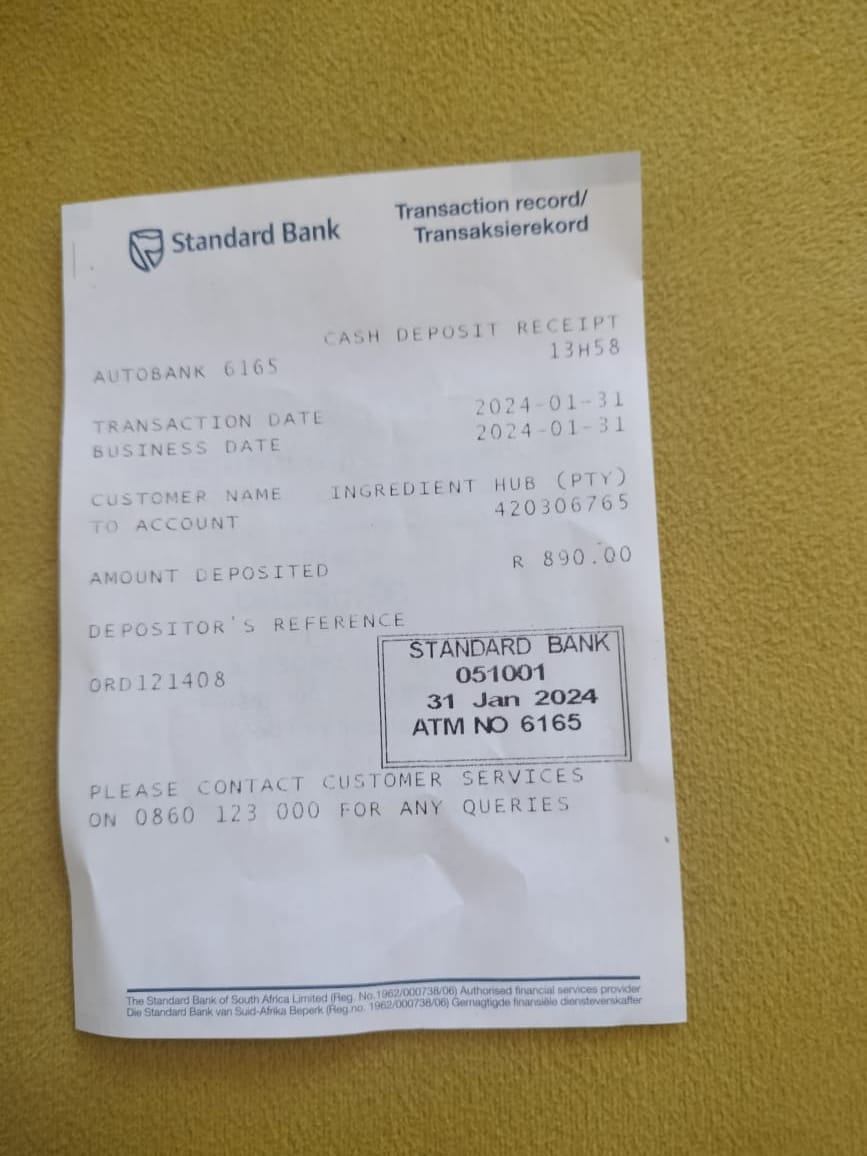 Standard Bank
Transaction record/
Transaksierekord
CASH DEPOSIT RECEIPT
AUTOBANK 6165 13H58
TRANSACTION DATE 2024-01-31
BUSINESS DATE 2024-01-31
CUSTOMER NAME INGREDIENT HUB (PTY)
TO ACCOUNT 420306765
AMOUNT DEPOSITED R 890.00
DEPOSITOR'S REFERENCE
ORD121408
STANDARD BANK
051001
31 Jan 2024
ATM NO 6165
PLEASE CONTACT CUSTOMER SERVICES
ON 0860 123 000 FOR ANY QUERIES
The Standard Bank of South Africa Limited (Reg. No.1962/000738/06) Authorised financial services provider
Die Standard Bank van Suid-Afrika Beperk (Reg.no. 1962/000738/06) Gemagtigde finansiële diensteverskaffer